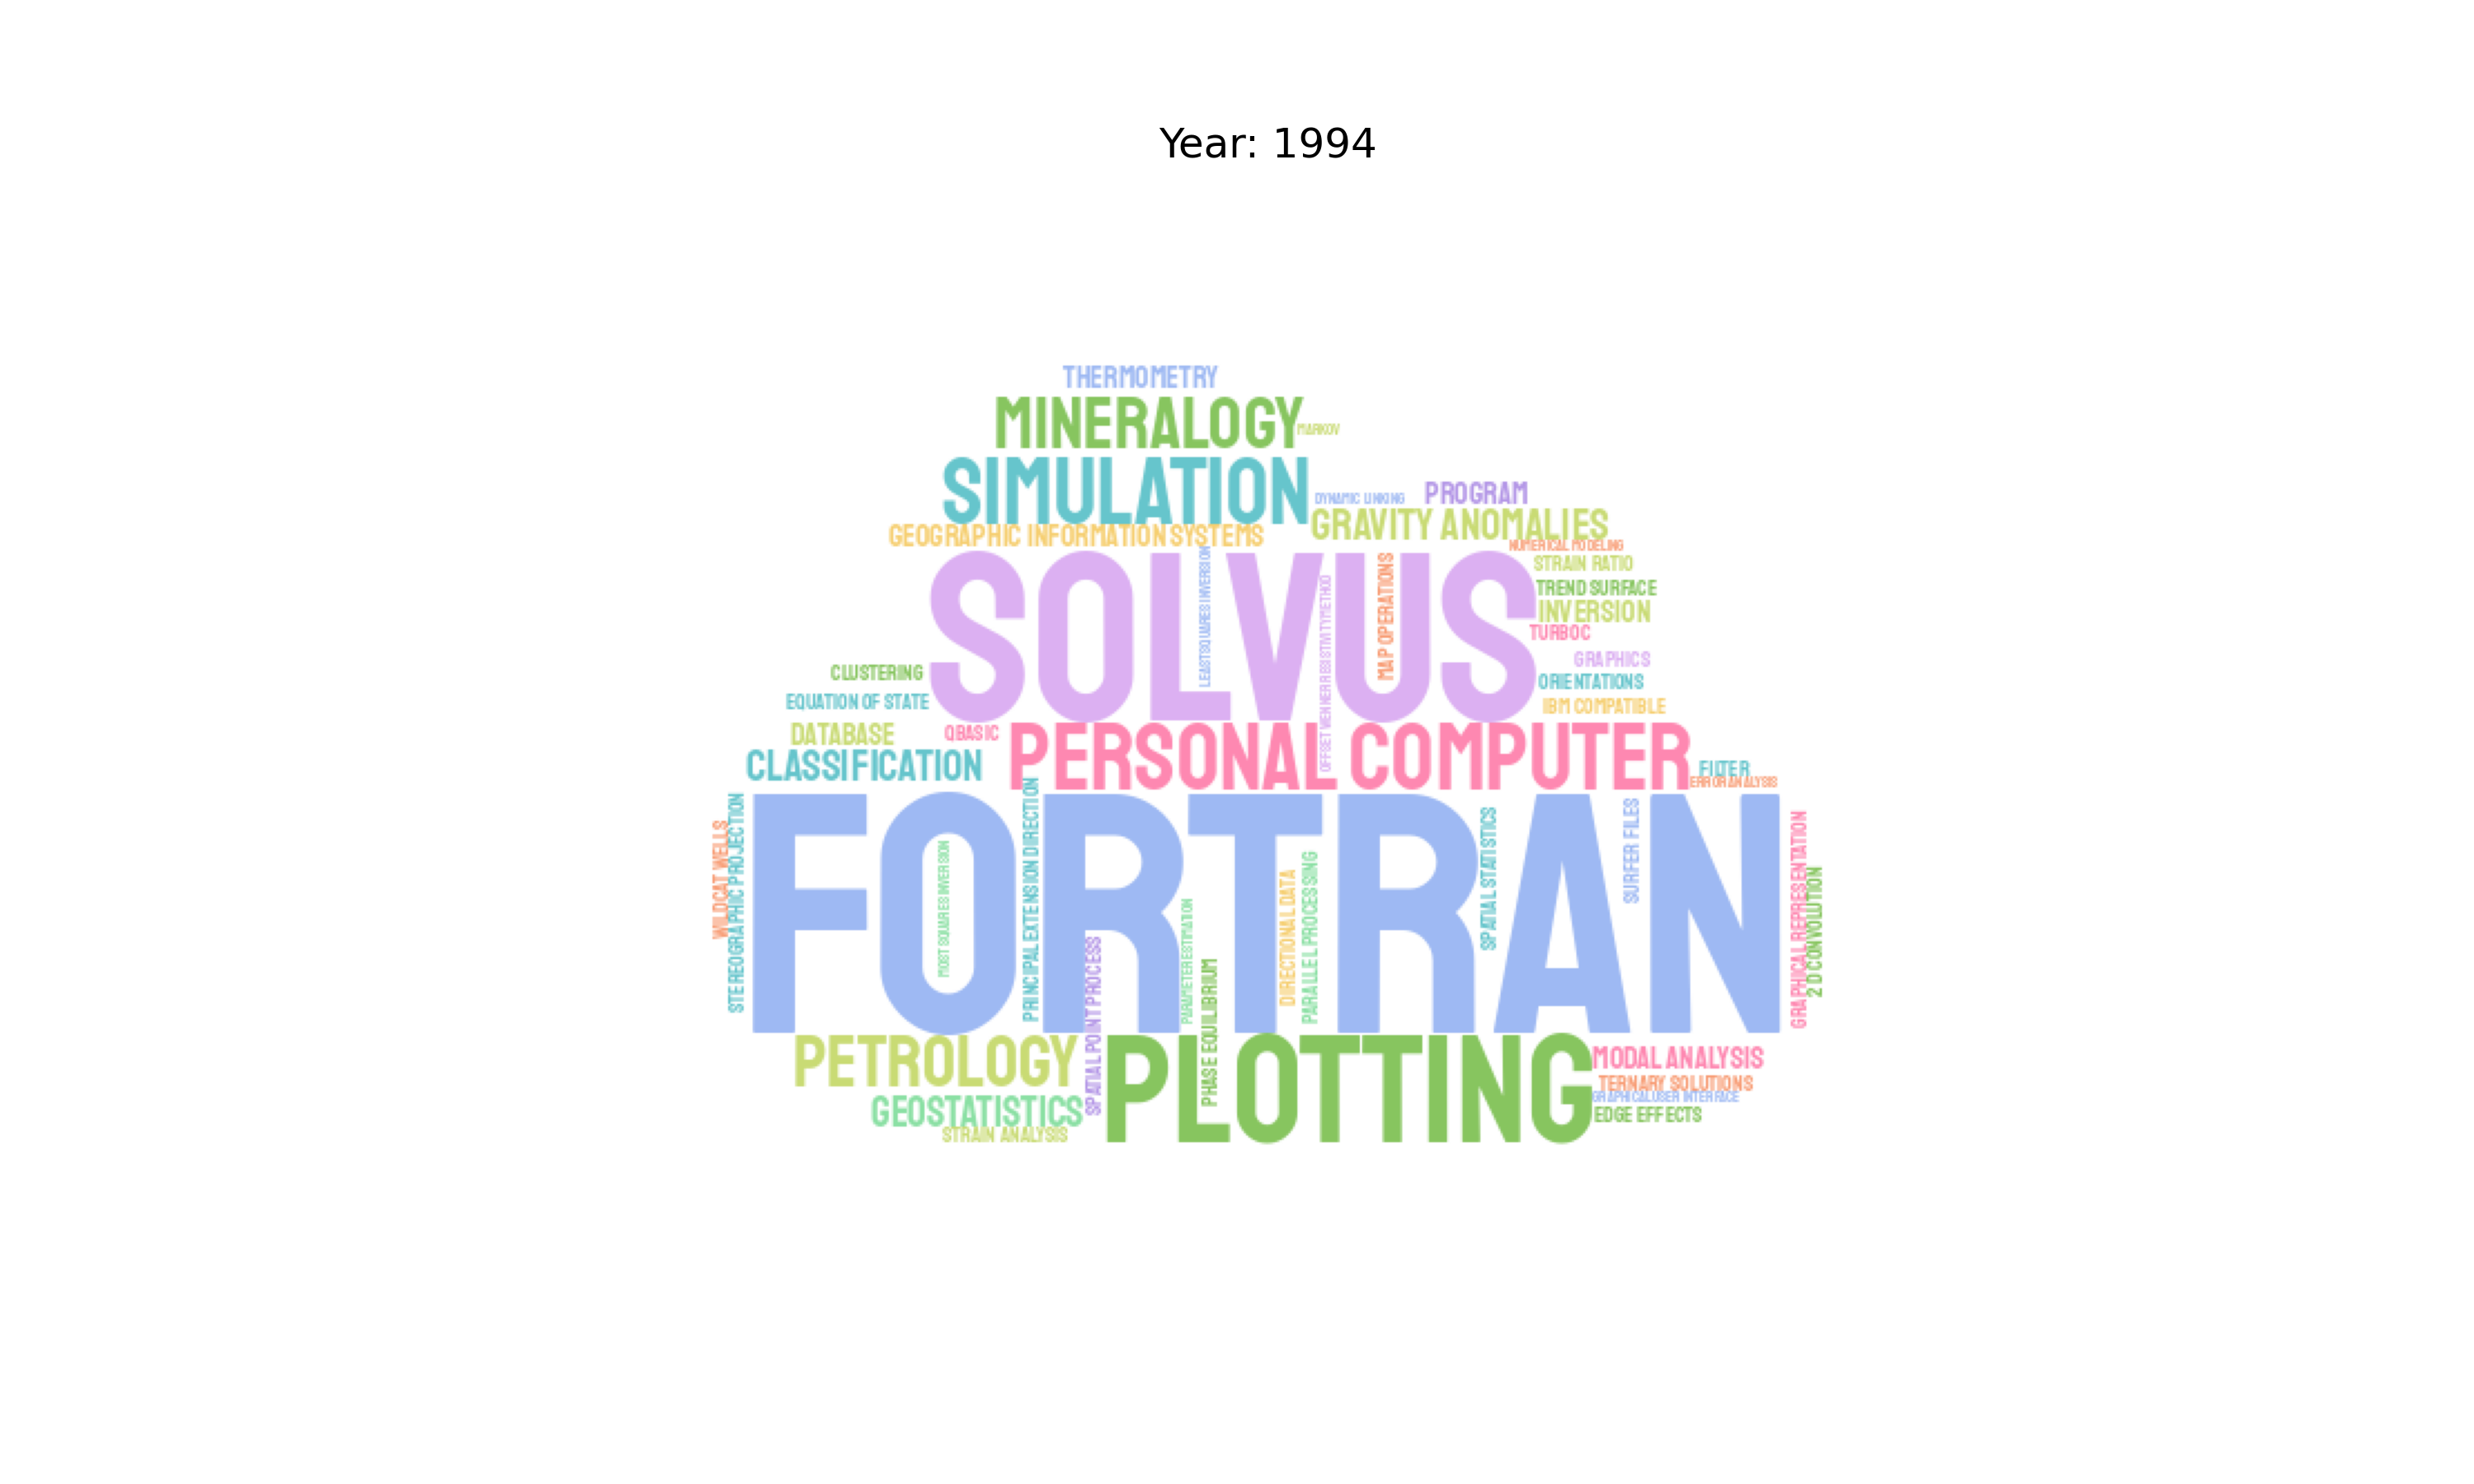 Year: 1994
THERMOMETRY
MINERALOGY
MARKOV
SIMULATION
DYNAMIC LINKING
PROGRAM
GRAVITY ANOMALIES
GEOGRAPHIC INFORMATION SYSTEMS
NUMERICAL MODELING
STRAIN RATIO
SOLVUS
LEAST SQUARES INVERSION
OFFSET WENNER RESISTIVITY METHOD
MAP OPERATIONS
TREND SURFACE
INVERSION
TURBOC
GRAPHICS
CLUSTERING
ORIENTATIONS
EQUATION OF STATE
IBM COMPATIBLE
DATABASE
QBASIC
PERSONAL COMPUTER
CLASSIFICATION
FILTER
ERROR ANALYSIS
WILDCAT WELLS
STEREOGRAPHIC PROJECTION
FORTRAN
MOST SQUARES INVERSION
PRINCIPAL EXTENSION DIRECTION
SPATIAL POINT PROCESS
PARAMETER ESTIMATION
PHASE EQUILIBRIUM
DIRECTIONAL DATA
PARALLEL PROCESSING
SPATIAL STATISTICS
SURFER FILES
GRAPHICAL REPRESENTATION
2 D CONVOLUTION
PETROLOGY
PLOTTING
MODAL ANALYSIS
TERNARY SOLUTIONS
GRAPHICAL USER INTERFACE
GEOSTATISTICS
EDGE EFFECTS
STRAIN ANALYSIS